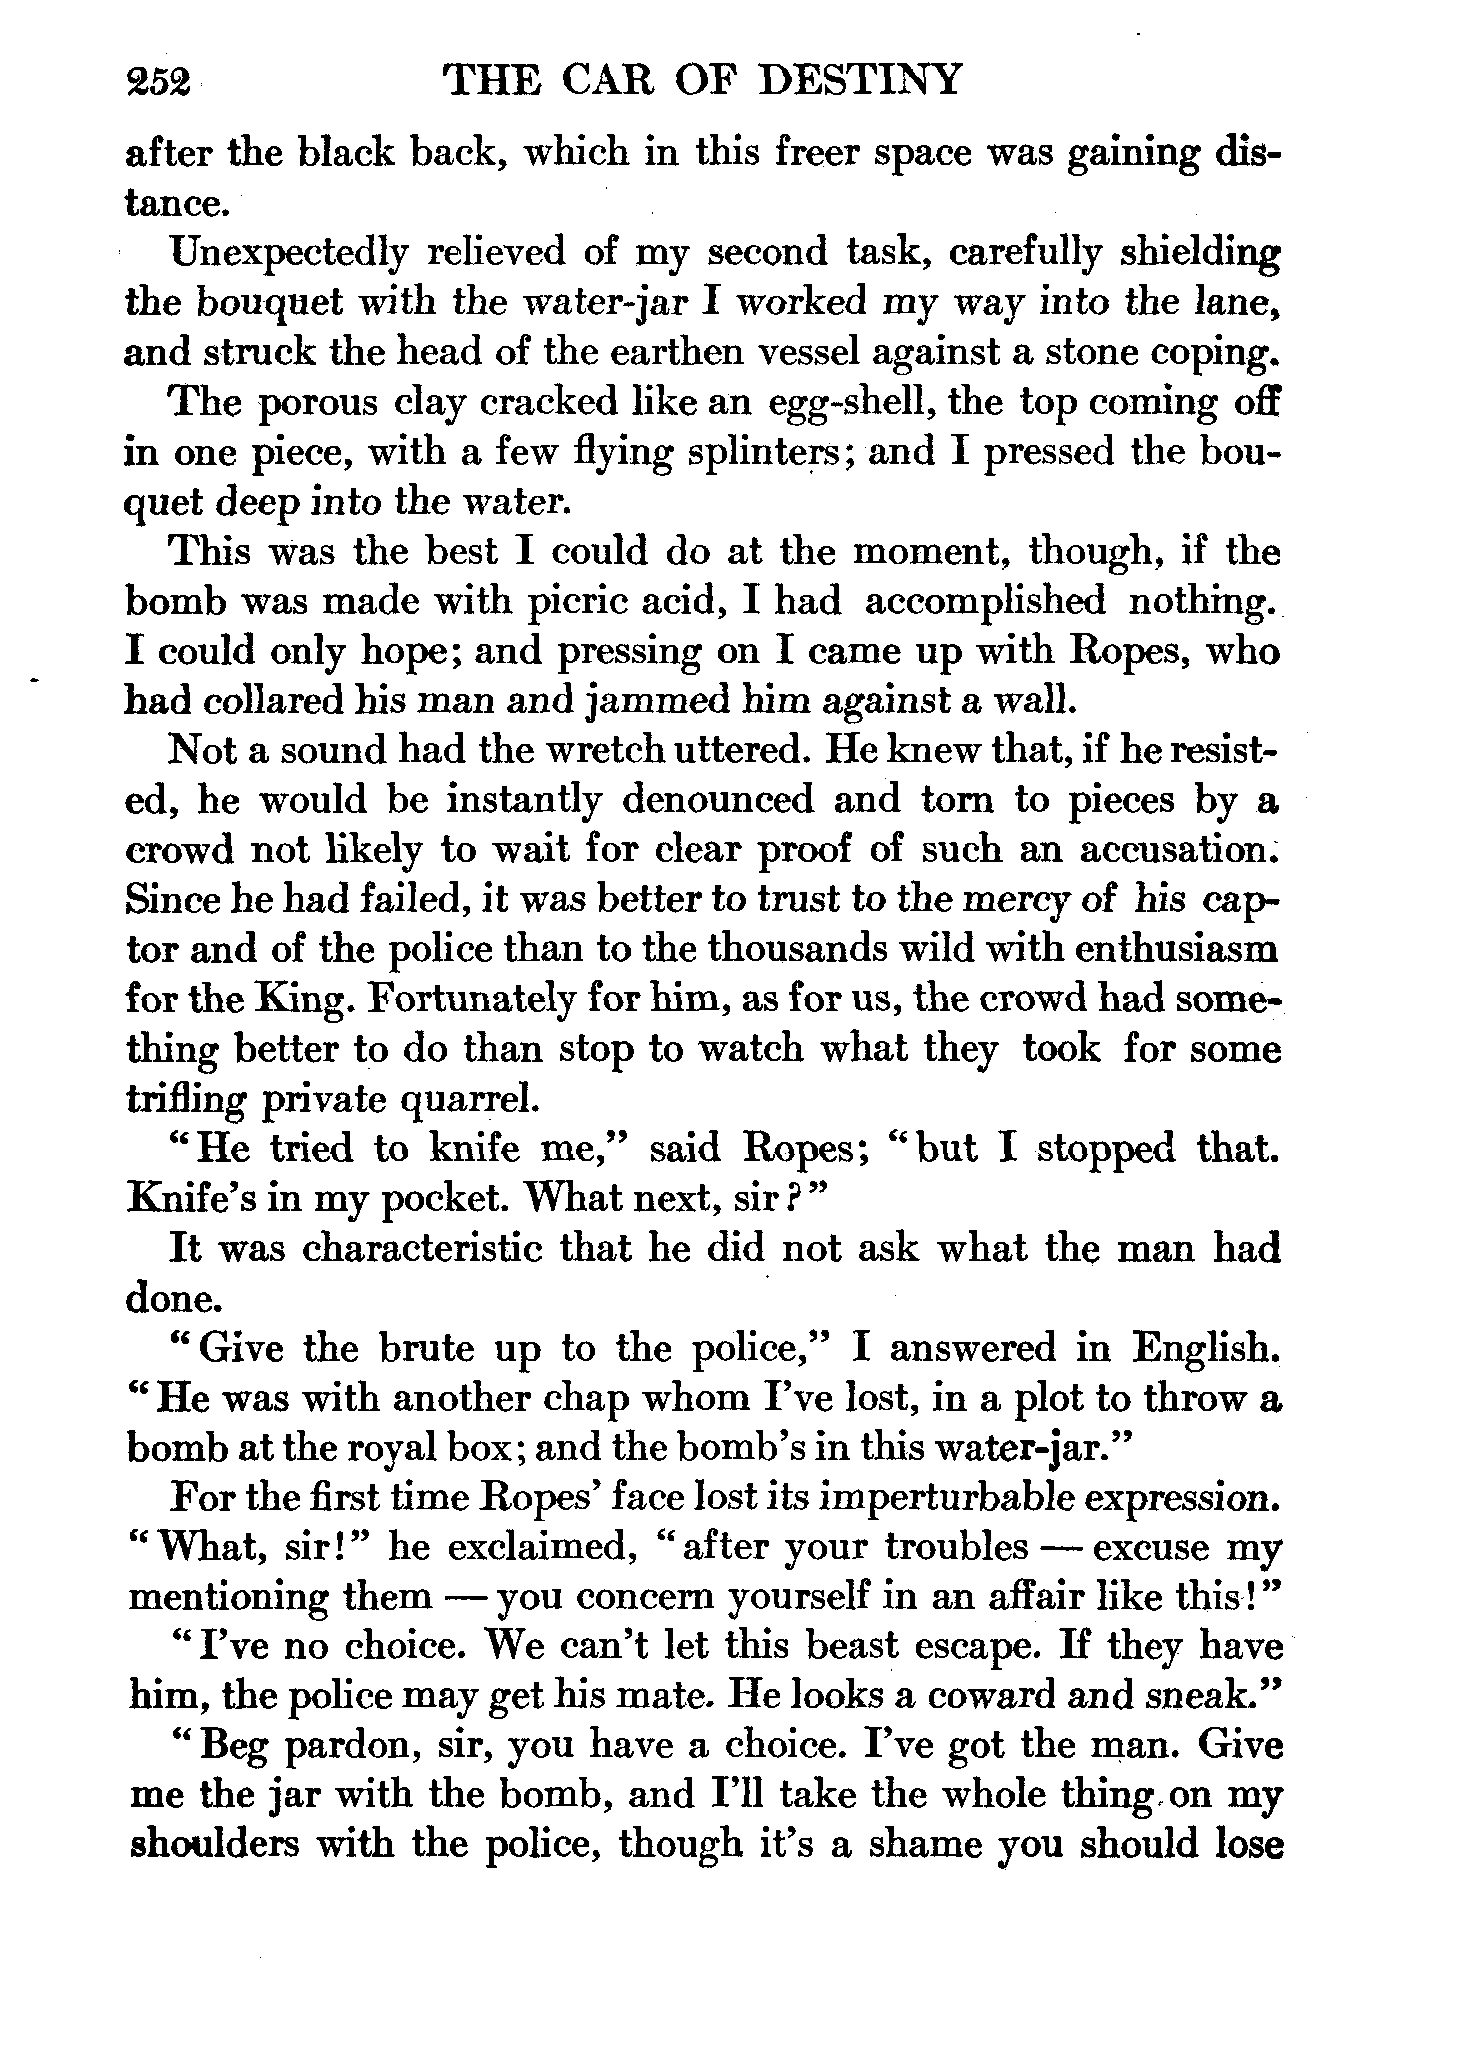 252 THE CAR OF DESTINY
after the black back, which in this freer space was gaining dis-
tance.
Unexpectedly relieved of my second task, carefully shielding
the bouquet with the water-jar I worked my way into the lane,
and struck the head of the earthen vessel against a stone coping.
The porous clay cracked like an egg-shell, the top coming off
in one piece, with a few flying splinters; and I pressed the bou-
quet deep into the water.
This was the best I could do at the moment, though, if the
bomb was made with picric acid, I had accomplished nothing.
I could only hope; and pressing on I came up with Ropes, who
had collared his man and jammed him against a wall.
Not a sound had the wretch uttered. He knew that, if he resist-
ed, he would be instantly denounced and torn to pieces by a
crowd not likely to wait for clear proof of such an accusation.
Since he had failed, it was better to trust to the mercy of his cap-
tor and of the police than to the thousands wild with enthusiasm
for the King. Fortunately for him, as for us, the crowd had some-
thing better to do than stop to watch what they took for some
trifling private quarrel.
"He tried to knife me," said Ropes; "but I stopped that.
Knife's in my pocket. What next, sir?"
It was characteristic that he did not ask what the man had
done.
"Give the brute up to the police," I answered in English.
"He was with another chap whom I've lost, in a plot to throw a
bomb at the royal box; and the bomb's in this water-jar."
For the first time Ropes' face lost its imperturbable expression.
"What, sir!" he exclaimed, "after your troubles — excuse my
mentioning them — you concern yourself in an affair like this!"
"I've no choice. We can't let this beast escape. If they have
him, the police may get his mate. He looks a coward and sneak."
"Beg pardon, sir, you have a choice. I've got the man. Give
me the jar with the bomb, and I'll take the whole thing on my
shoulders with the police, though it's a shame you should lose